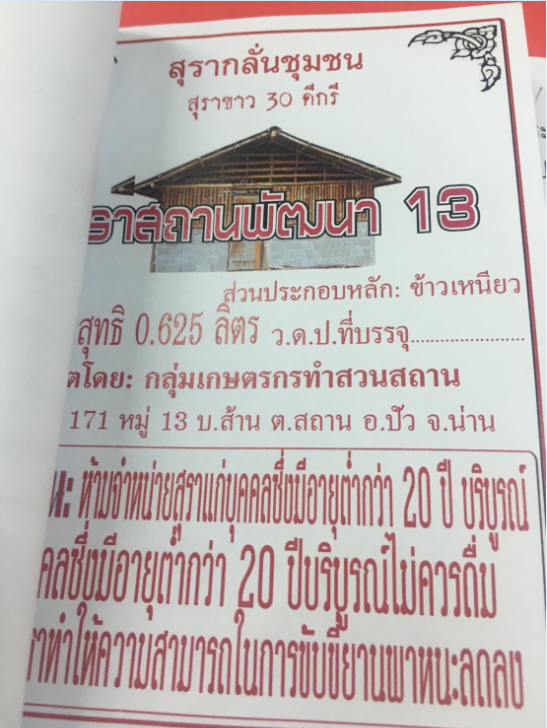 สุรากลั่นชุมชน
สุราขาว 30 ดีกรี
ราสถานพัฒนา 13
ส่วนประกอบหลัก: ข้าวเหนียว
สุทธิ 0.625 ลิตร ว.ด.ป.ที่บรรจุ........................
ตโดย: กลุ่มเกษตรกรทำสวนสถาน
171 หมู่ 13 บ.ส้าน ต.สถาน อ.ปัว จ.น่าน
น: ห้ามจำหน่ายสุราแก่บุคคลซึ่งมีอายุต่ำกว่า 20 ปี บริบูรณ์
คลซึ่งมีอายุต่ำกว่า 20 ปีบริบูรณ์ไม่ควรดื่ม
ราทำให้ความสามารถในการขับขี่ยานพาหนะลดลง